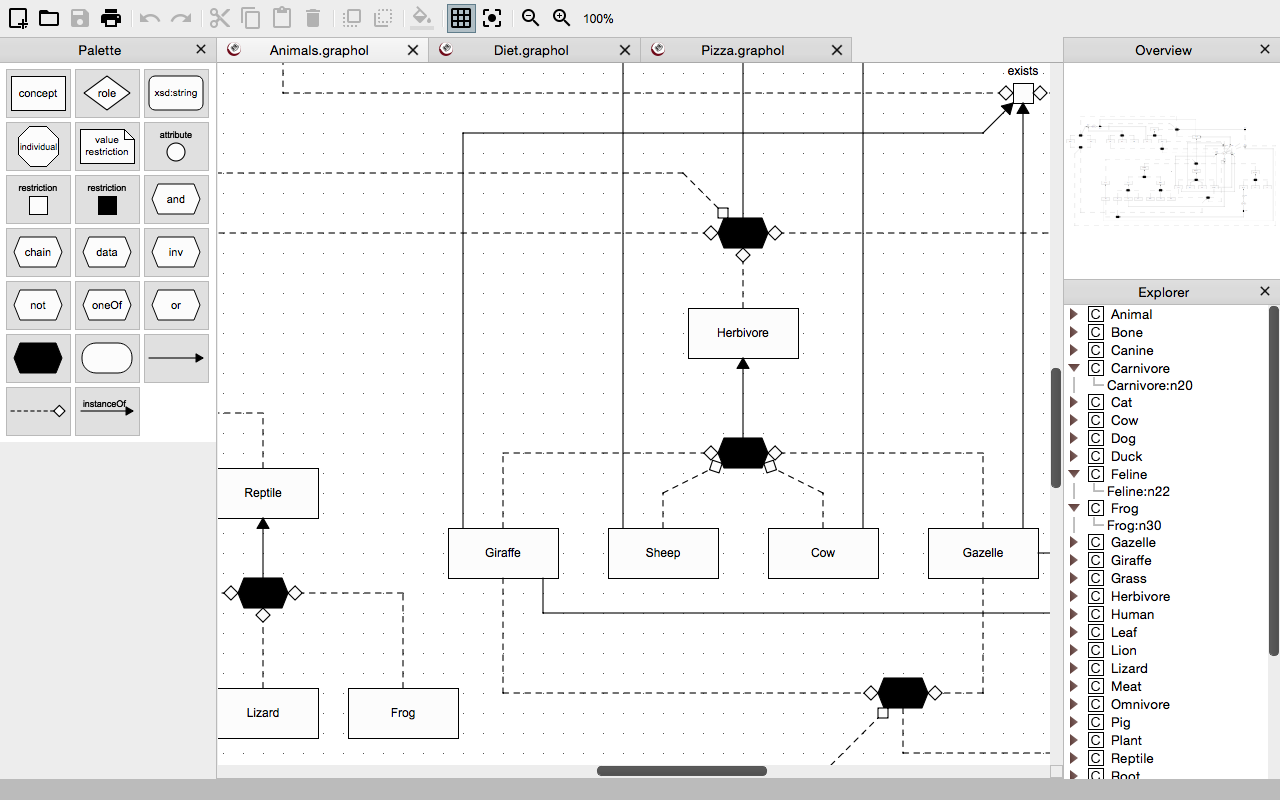 100%
Palette
Animals.graphol
Diet.graphol
Pizza.graphol
Overview
concept
role
xsd:string
individual
value
restriction
attribute
restriction
restriction
and
chain
data
inv
not
oneOf
or
instanceOf
exists
Herbivore
Reptile
Giraffe
Sheep
Cow
Gazelle
Lizard
Frog
Explorer
C Animal
C Bone
C Canine
C Carnivore
Carnivore:n20
C Cat
C Cow
C Dog
C Duck
C Feline
Feline:n22
C Frog
Frog:n30
C Gazelle
C Giraffe
C Grass
C Herbivore
C Human
C Leaf
C Lion
C Lizard
C Meat
C Omnivore
C Pig
C Plant
C Reptile
C Root